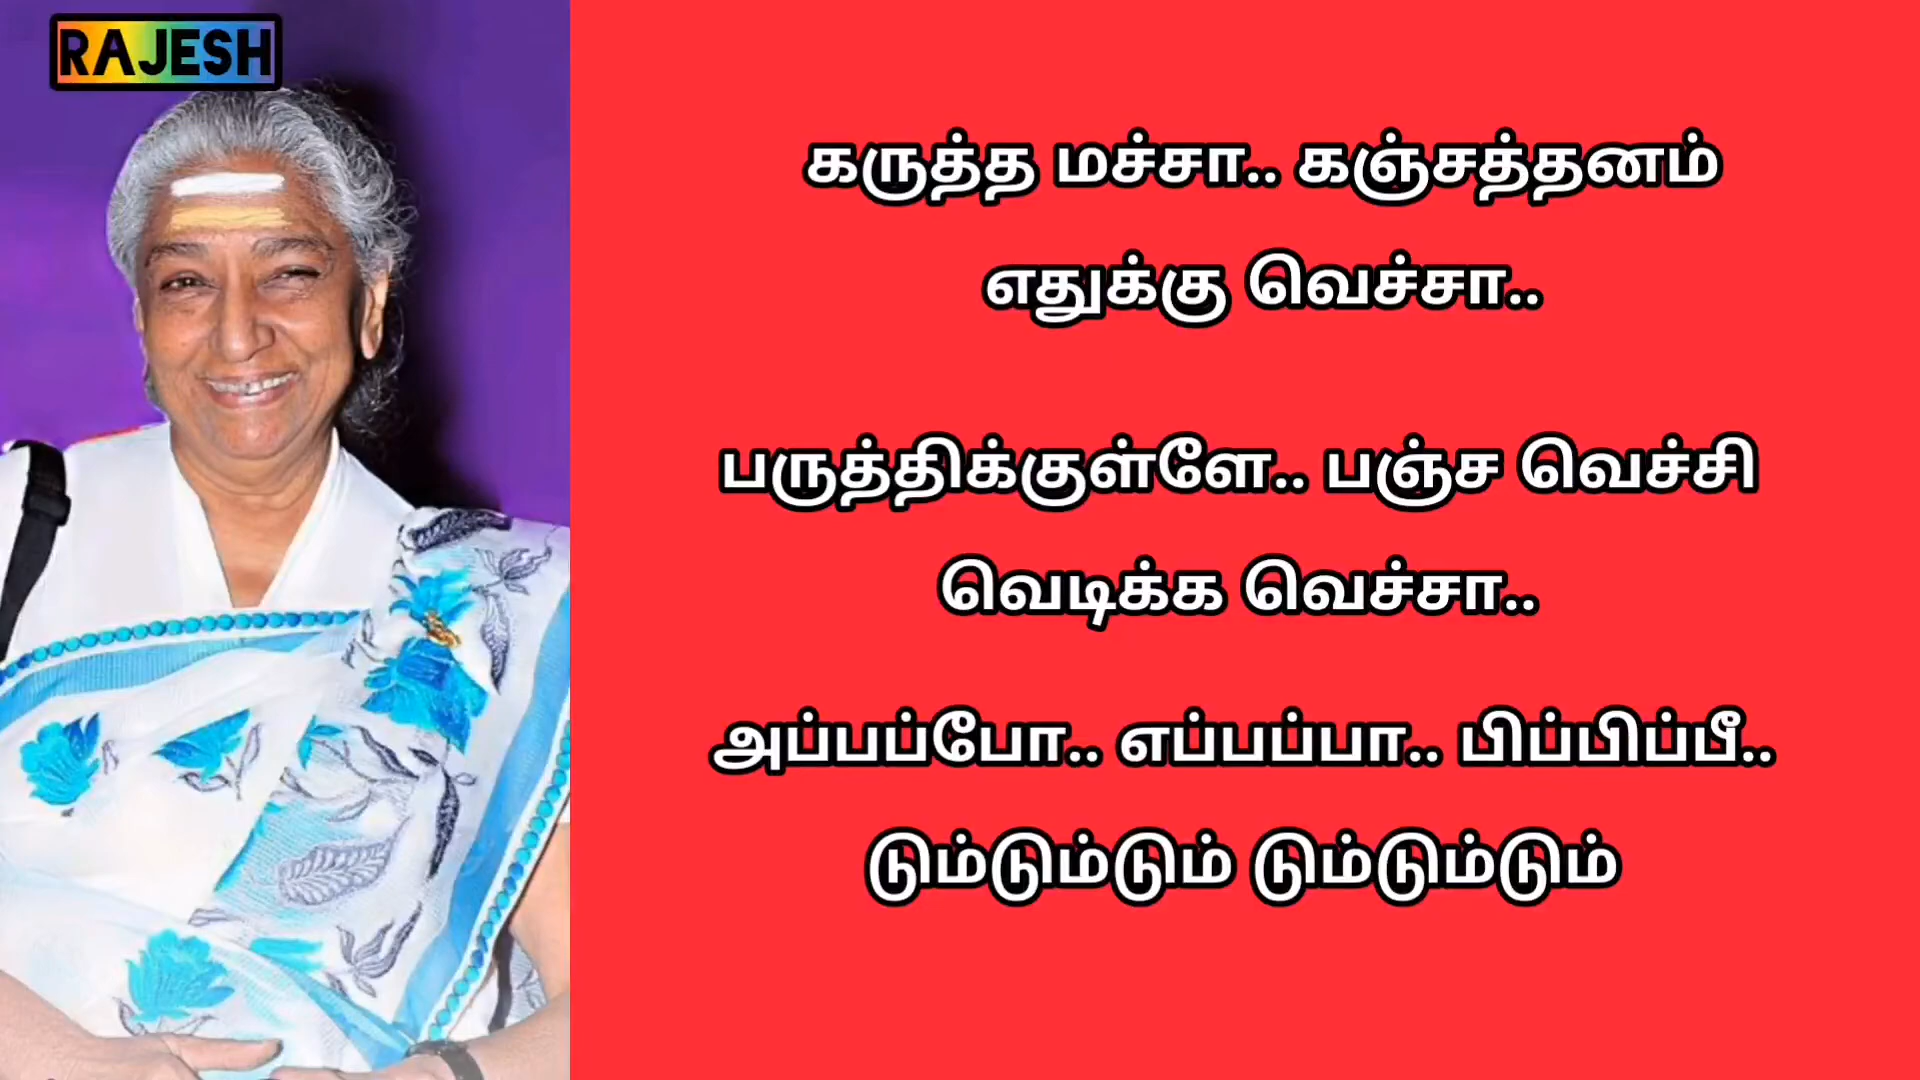 RAJESH
கருத்த மச்சா.. கஞ்சத்தனம்
எதுக்கு வெச்சா..
பருத்திக்குள்ளே.. பஞ்ச வெச்சி
வெடிக்க வெச்சா..
அப்பப்போ.. எப்பப்பா.. பிப்பிப்பீ..
டும்டும்டும் டும்டும்டும்